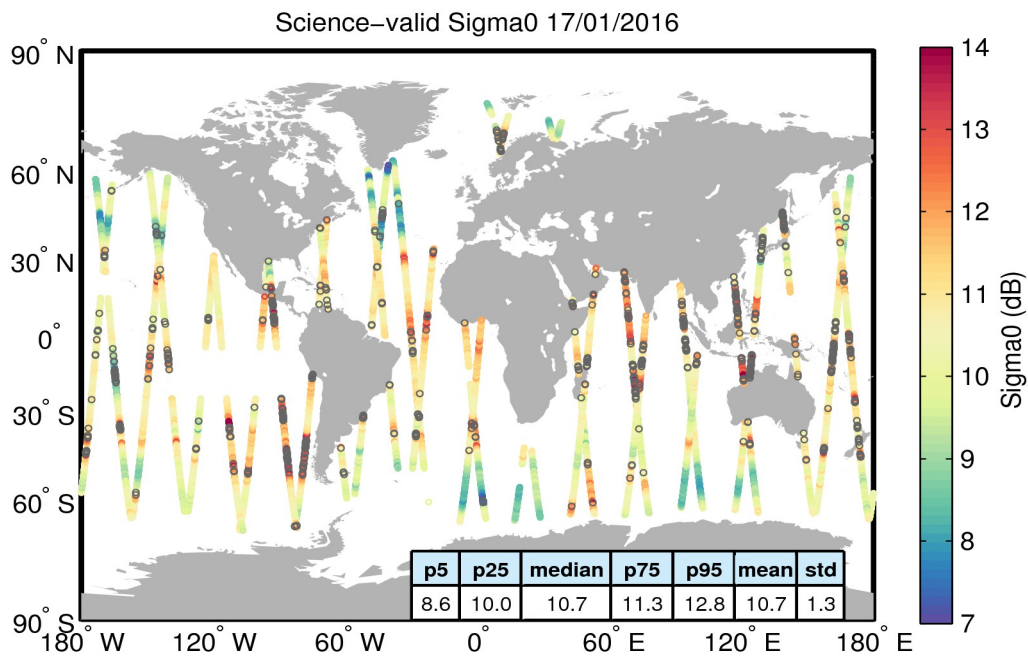 Science−valid Sigma0 17/01/2016
90° N
60° N
30° N
0°
30° S
60° S
90° S
180° W
120° W
60° W
0°
60° E
120° E
180° E
p5 p25 median p75 p95 mean std
8.6 10.0 10.7 11.3 12.8 10.7 1.3
14
13
12
11
10
9
8
7
Sigma0 (dB)